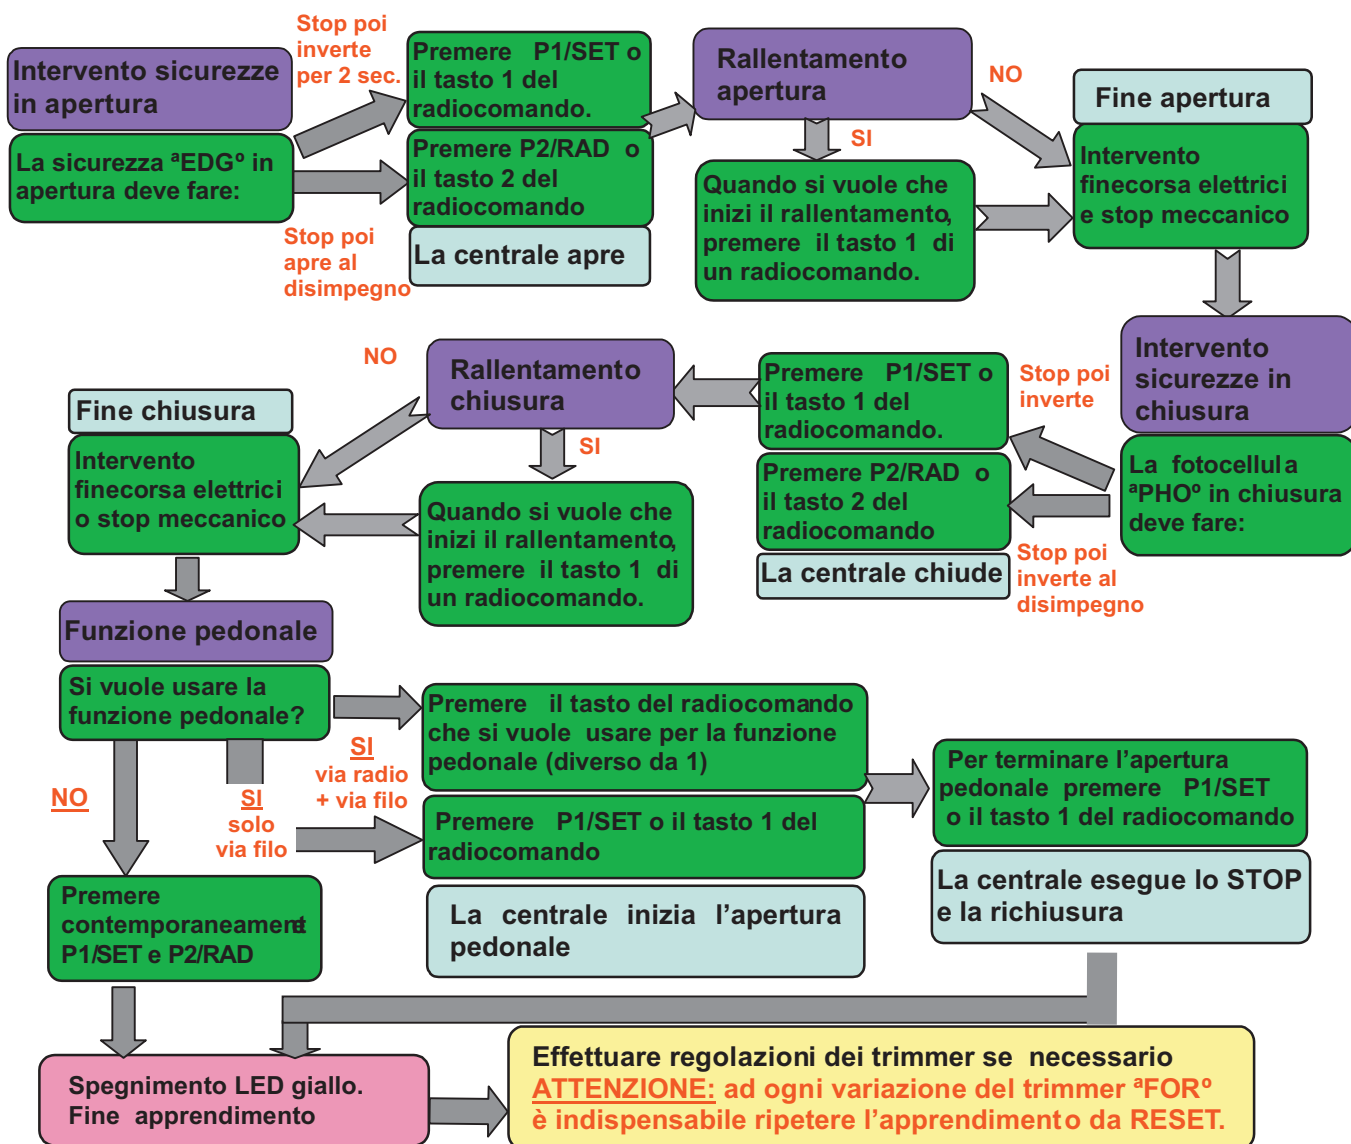 Stop poi
inverte
per 2 sec.
Intervento sicurezze
in apertura
La sicurezza ªEDGº in
apertura deve fare:
Stop poi
apre al
disimpegno
Premere P1/SET o
il tasto 1 del
radiocomando.
Premere P2/RAD o
il tasto 2 del
radiocomando
La centrale apre
Rallentamento
apertura
NO
SI
Quando si vuole che
inizi il rallentamento,
premere il tasto 1 di
un radiocomando.
Fine apertura
Intervento
finecorsa elettrici
e stop meccanico
Intervento
sicurezze in
chiusura
La fotocellula
ªPHOº in chiusura
deve fare:
Stop poi
inverte
Stop poi
inverte al
disimpegno
Premere P1/SET o
il tasto 1 del
radiocomando.
Premere P2/RAD o
il tasto 2 del
radiocomando
La centrale chiude
Rallentamento
chiusura
NO
SI
Quando si vuole che
inizi il rallentamento,
premere il tasto 1 di
un radiocomando.
Fine chiusura
Intervento
finecorsa elettrici
o stop meccanico
Funzione pedonale
Si vuole usare la
funzione pedonale?
NO
SI
solo
via filo
SI
via radio
+ via filo
Premere il tasto del radiocomando
che si vuole usare per la funzione
pedonale (diverso da 1)
Premere P1/SET o il tasto 1 del
radiocomando
La centrale inizia l’apertura
pedonale
Per terminare l’apertura
pedonale premere P1/SET
o il tasto 1 del radiocomando
La centrale esegue lo STOP
e la richiusura
Premere
contemporaneamente
P1/SET e P2/RAD
Spegnimento LED giallo.
Fine apprendimento
Effettuare regolazioni dei trimmer se necessario
ATTENZIONE: ad ogni variazione del trimmer ªFORº
è indispensabile ripetere l’apprendimento da RESET.